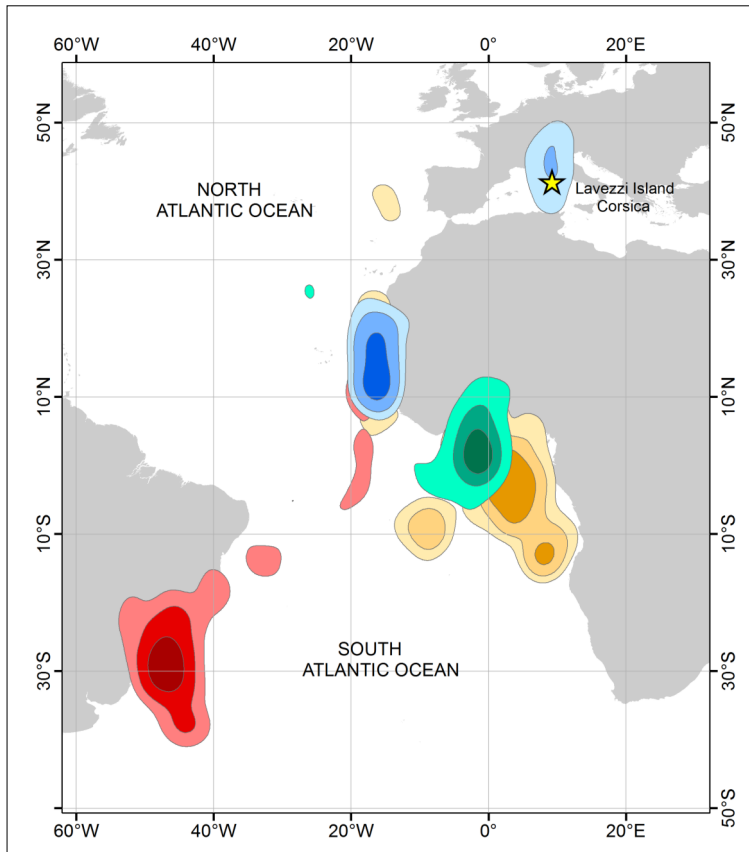 60°W 40°W 20°W 0° 20°E
50°N 50°N
NORTH
ATLANTIC OCEAN
Lavezzi Island
Corsica
30°N 30°N
10°N 10°N
10°S 10°S
SOUTH
ATLANTIC OCEAN
30°S 30°S
50°S
60°W 40°W 20°W 0° 20°E